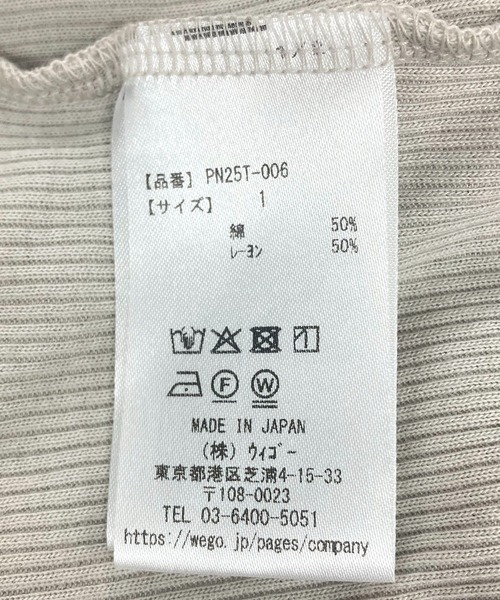 【品番】 PN25T-006
【サイズ】 1
綿 50%
レーヨン 50%
F W
MADE IN JAPAN
(株) ウィゴー
東京都港区芝浦4-15-33
〒108-0023
TEL 03-6400-5051
https://wego.jp/pages/company